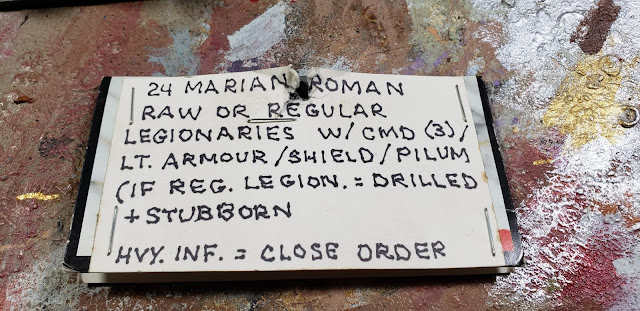 24 MARIAN ROMAN
RAW OR REGULAR
LEGIONARIES W/ CMD (3)/
LT. ARMOUR/SHIELD/PILUM
(IF REG. LEGION. = DRILLED
+ STUBBORN
HVY. INF. = CLOSE ORDER